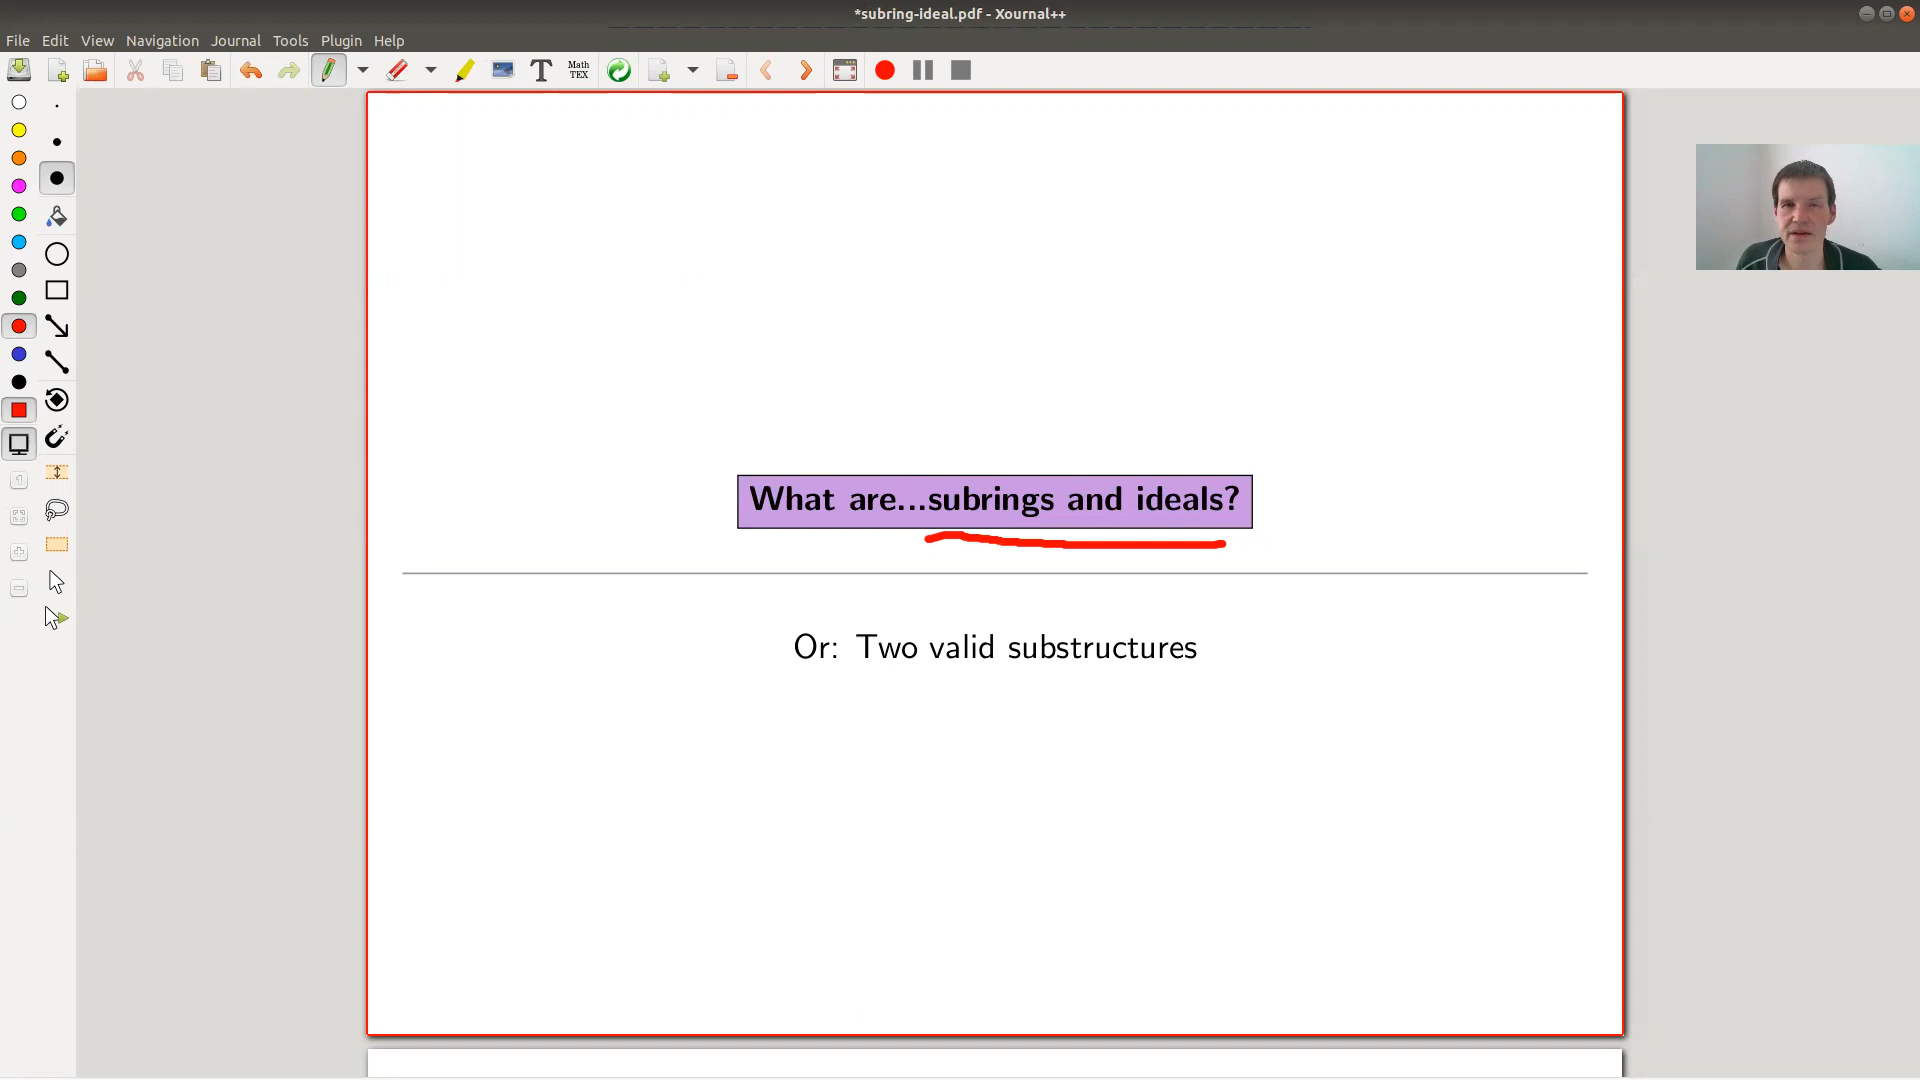 *subring-ideal.pdf - Xournal++
File Edit View Navigation Journal Tools Plugin Help
T Math TEX
What are...subrings and ideals?
Or: Two valid substructures